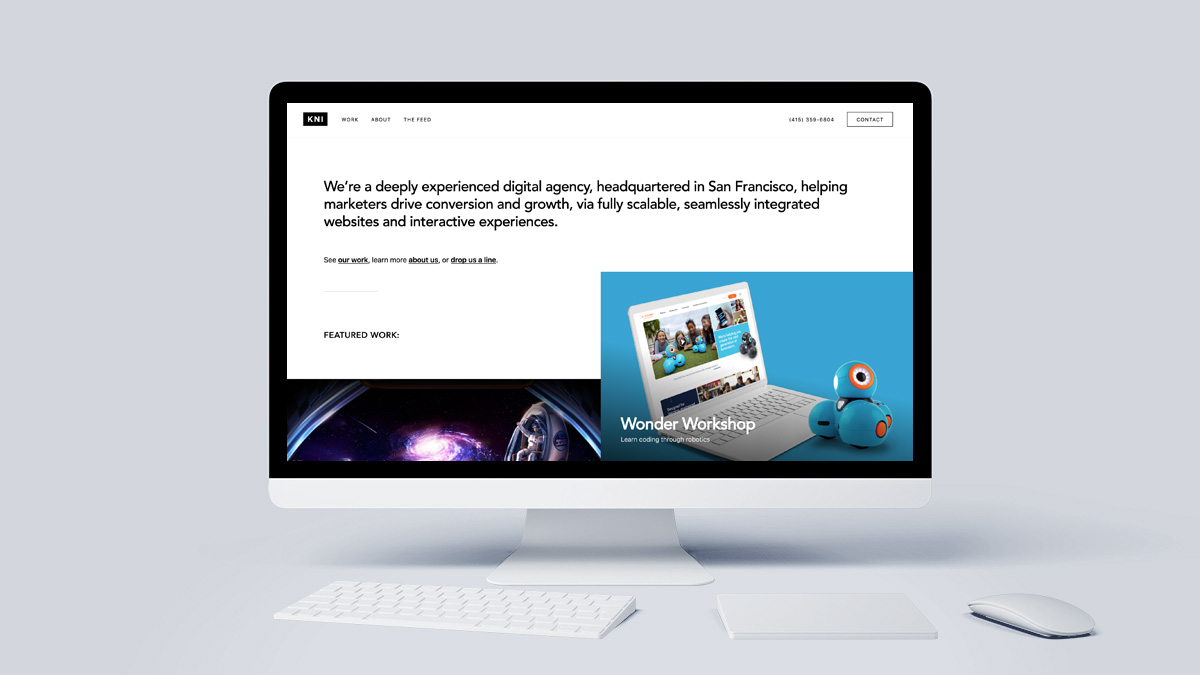 KNI
WORK
ABOUT
THE FEED
(415) 359-6804
CONTACT
We're a deeply experienced digital agency, headquartered in San Francisco, helping
marketers drive conversion and growth, via fully scalable, seamlessly integrated
websites and interactive experiences.
See our work, learn more about us, or drop us a line.
FEATURED WORK:
Wonder Workshop
Learn coding through robotics